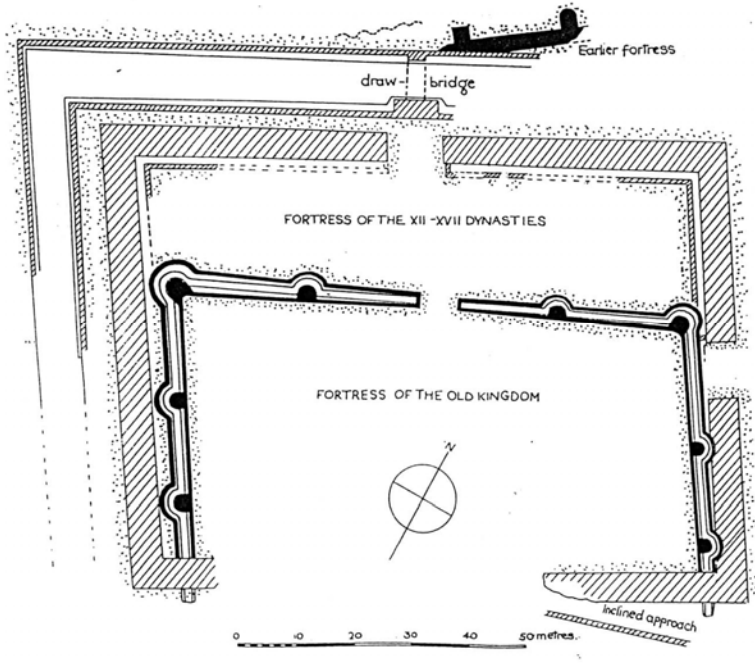 Earlier fortress
draw- bridge
FORTRESS OF THE XII-XVII DYNASTIES
FORTRESS OF THE OLD KINGDOM
N
Inclined approach
0 10 20 30 40 50 metres.